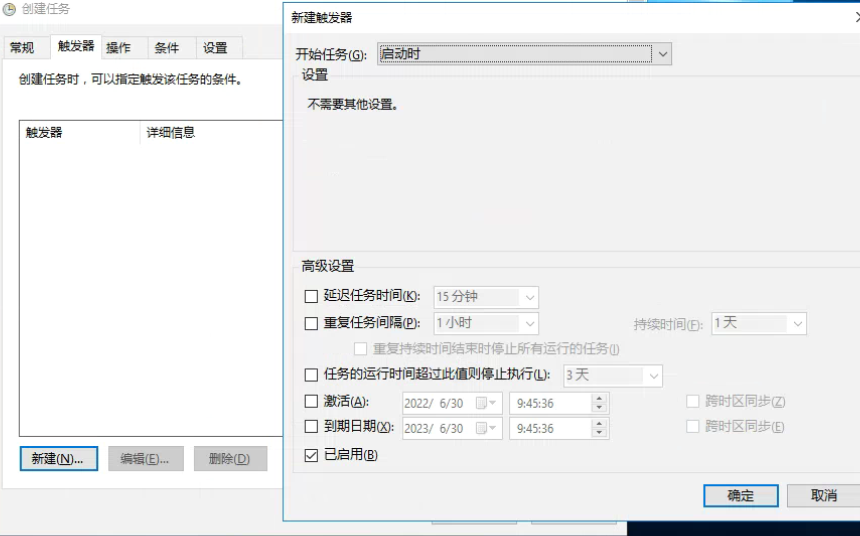 创建任务
常规 触发器 操作 条件 设置
创建任务时，可以指定触发该任务的条件。
触发器 详细信息
新建(N)... 编辑(E)... 删除(D)
新建触发器
开始任务(G): 启动时
设置
不需要其他设置。
高级设置
延迟任务时间(K): 15 分钟
重复任务间隔(P): 1 小时 持续时间(F): 1 天
重复持续时间结束时停止所有运行的任务(I)
任务的运行时间超过此值则停止执行(L): 3 天
激活(A): 2022/ 6/30 9:45:36 跨时区同步(Z)
到期日期(X): 2023/ 6/30 9:45:36 跨时区同步(E)
已启用(B)
确定 取消